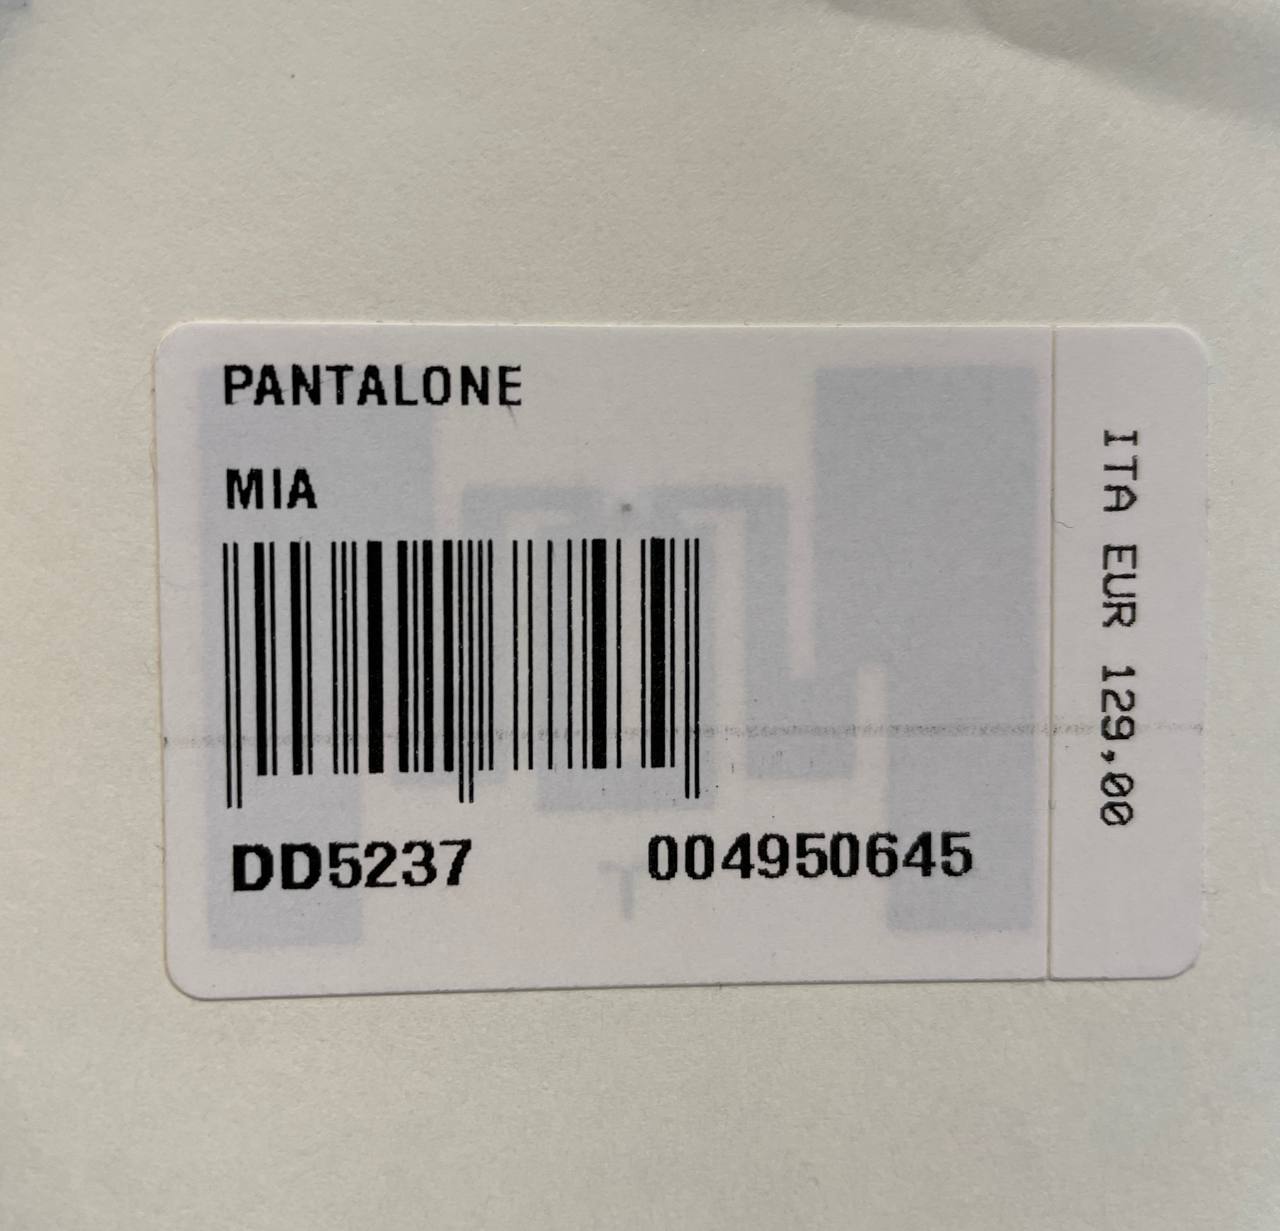 PANTALONE
MIA
DD5237 004950645
ITA EUR 129,00